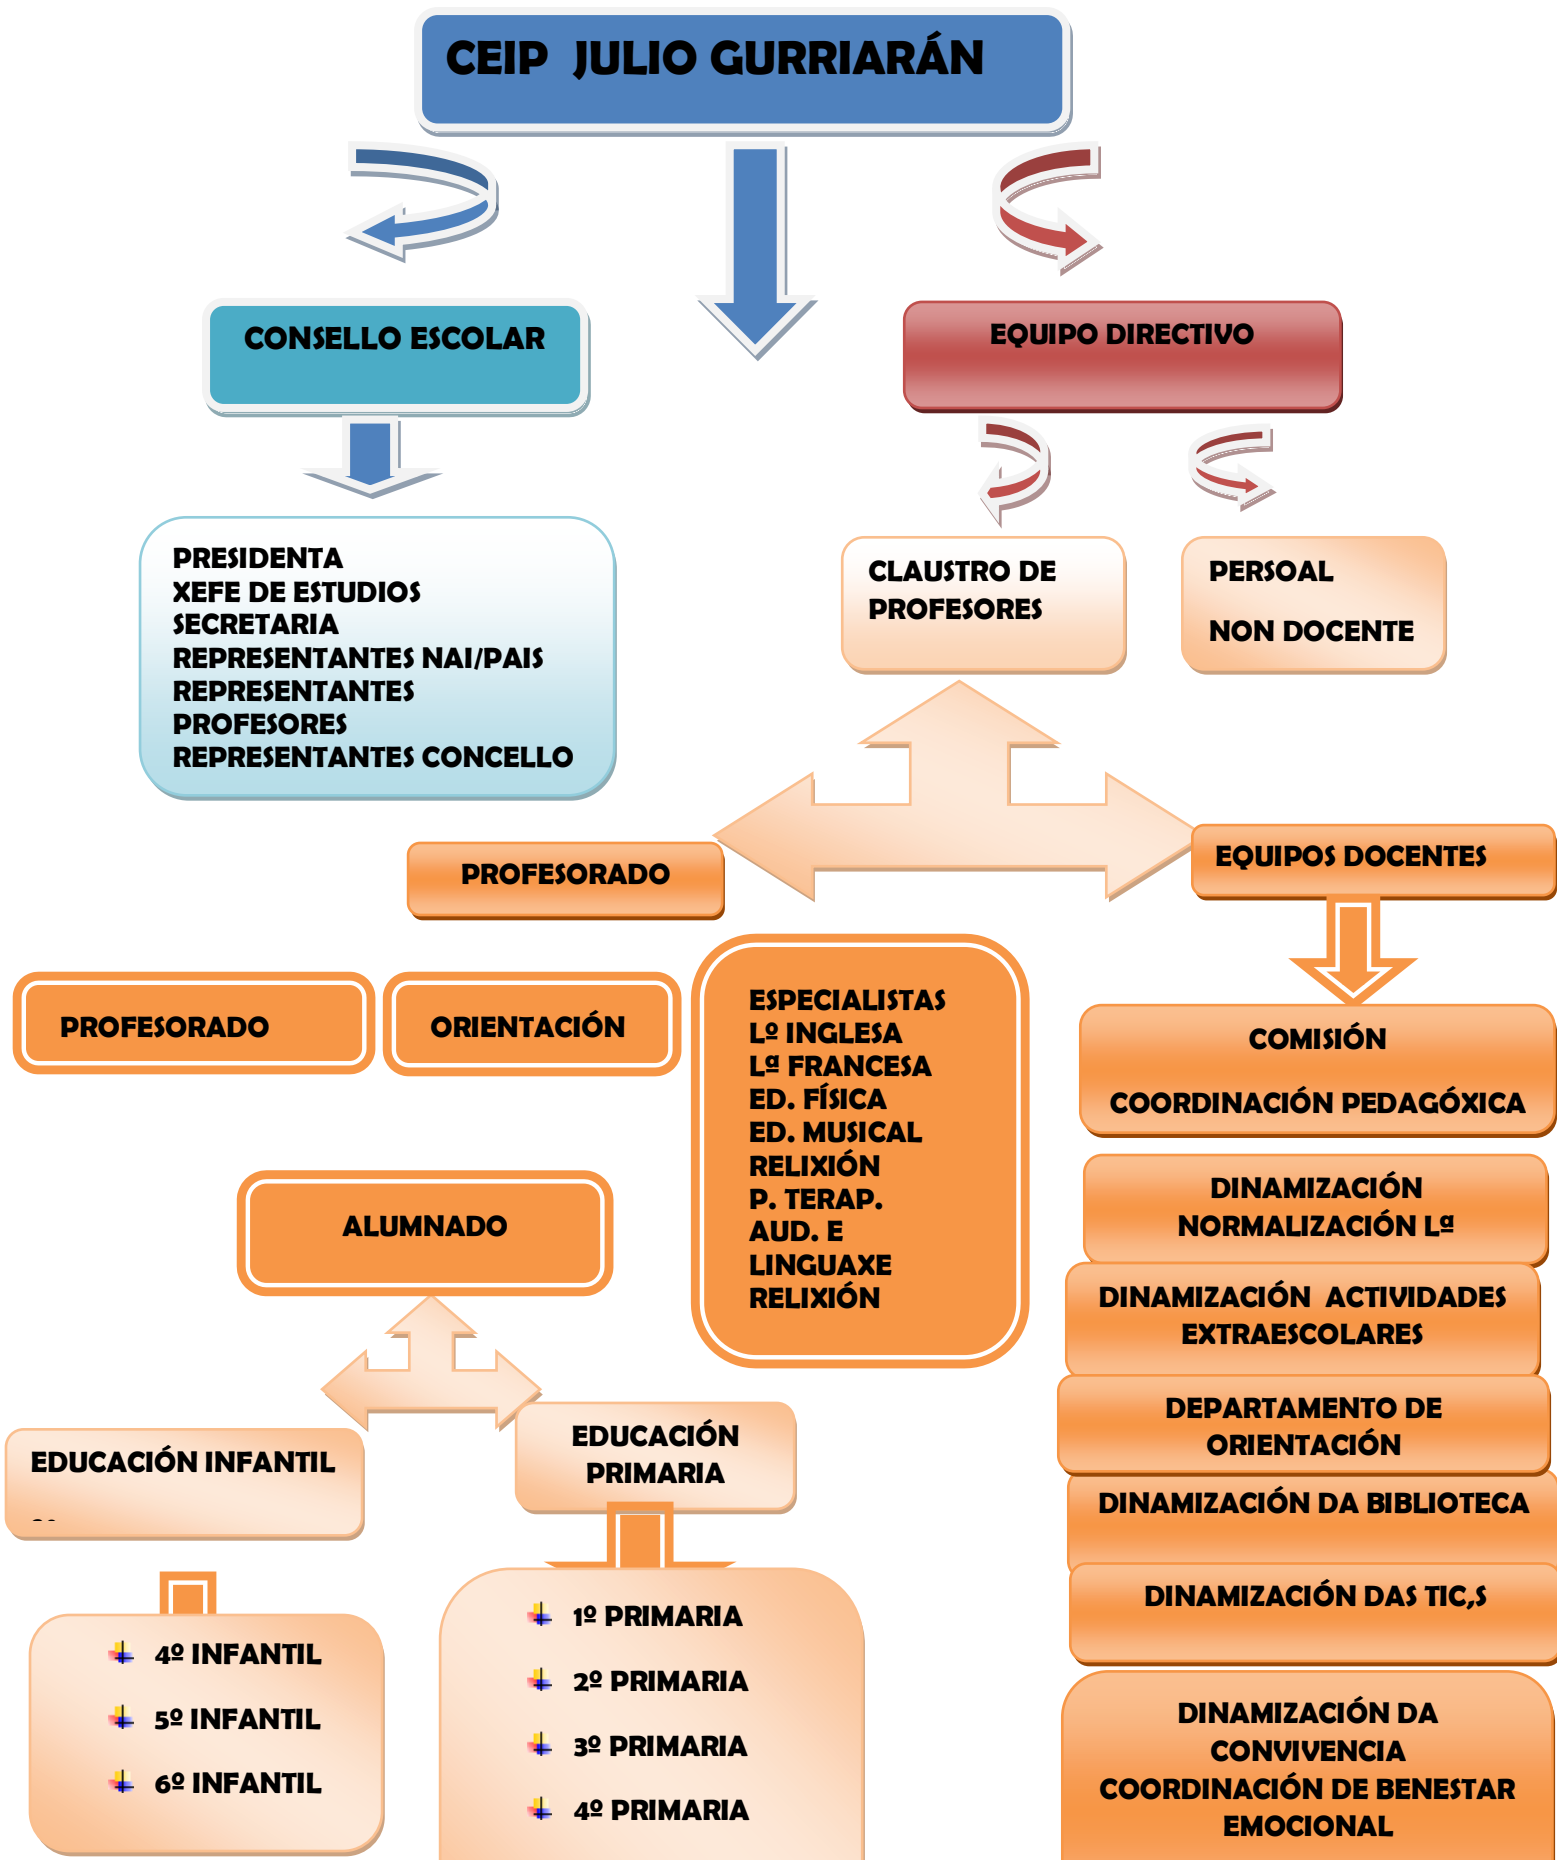 CEIP JULIO GURRIARÁN
CONSELLO ESCOLAR
EQUIPO DIRECTIVO
PRESIDENTA
XEFE DE ESTUDIOS
SECRETARIA
REPRESENTANTES NAI/PAIS
REPRESENTANTES
PROFESORES
REPRESENTANTES CONCELLO
CLAUSTRO DE
PROFESORES
PERSOAL
NON DOCENTE
PROFESORADO
EQUIPOS DOCENTES
PROFESORADO
ORIENTACIÓN
ESPECIALISTAS
Lº INGLESA
Lª FRANCESA
ED. FÍSICA
ED. MUSICAL
RELIXIÓN
P. TERAP.
AUD. E
LINGUAXE
RELIXIÓN
COMISIÓN
COORDINACIÓN PEDAGÓXICA
DINAMIZACIÓN
NORMALIZACIÓN Lª
DINAMIZACIÓN ACTIVIDADES
EXTRAESCOLARES
DEPARTAMENTO DE
ORIENTACIÓN
DINAMIZACIÓN DA BIBLIOTECA
DINAMIZACIÓN DAS TIC,S
DINAMIZACIÓN DA
CONVIVENCIA
COORDINACIÓN DE BENESTAR
EMOCIONAL
ALUMNADO
EDUCACIÓN INFANTIL
EDUCACIÓN
PRIMARIA
4º INFANTIL
5º INFANTIL
6º INFANTIL
1º PRIMARIA
2º PRIMARIA
3º PRIMARIA
4º PRIMARIA